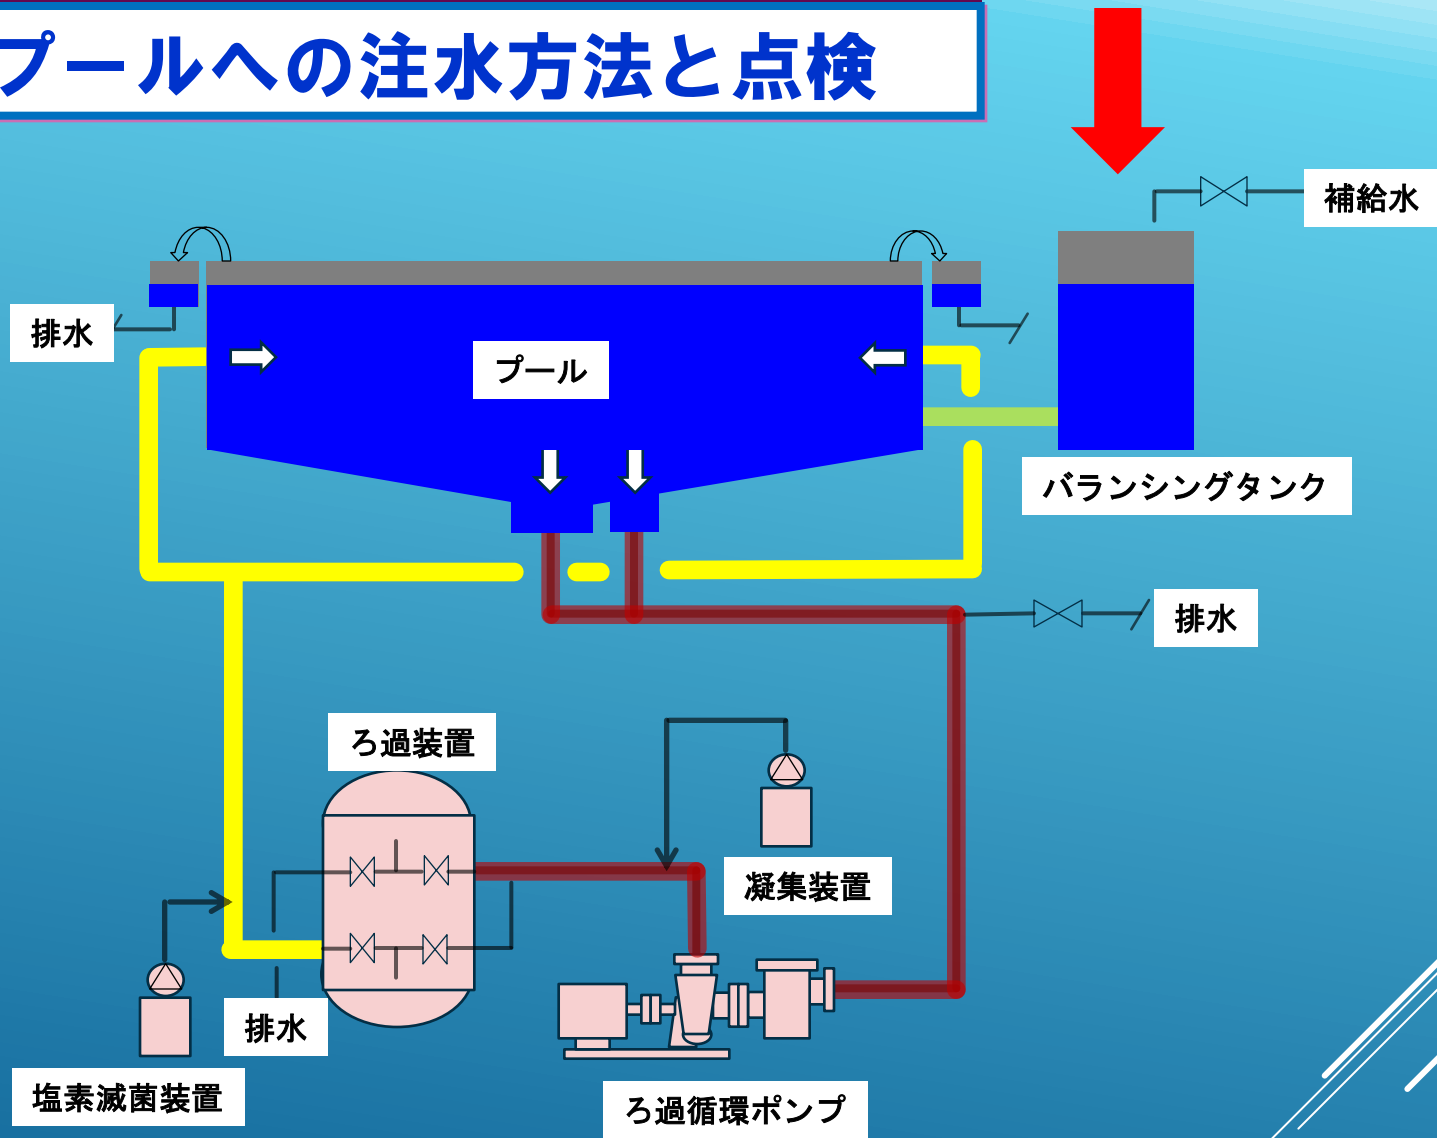 プールへの注水方法と点検
補給水
排水
プール
バランシングタンク
排水
ろ過装置
凝集装置
排水
塩素滅菌装置
ろ過循環ポンプ